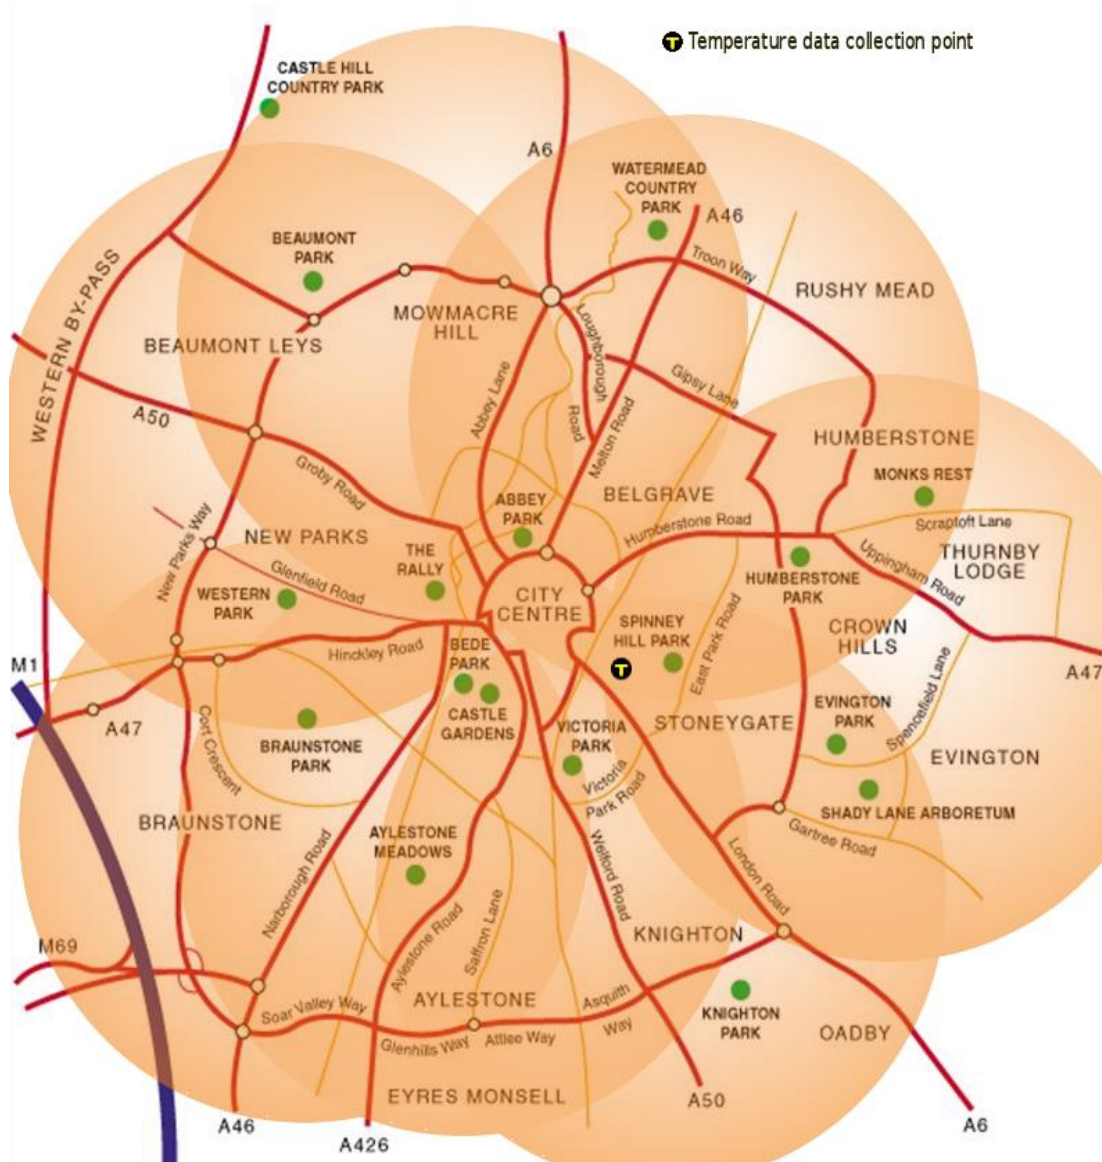 T Temperature data collection point
CASTLE HILL
COUNTRY PARK
A6
WATERMEAD
COUNTRY
PARK
A46
Troon Way
BEAUMONT
PARK
WESTERN BY-PASS
RUSHY MEAD
MOWMACRE
HILL
BEAUMONT LEYS
Loughborough
Road
Abbey Lane
Gipsy Lane
Melton Road
A50
HUMBERSTONE
Groby Road
MONKS REST
ABBEY
PARK
BELGRAVE
Humberstone Road
Scraptoft Lane
New Parks Way
NEW PARKS
THE
RALLY
THURNBY
LODGE
Uppingham Road
Glenfield Road
HUMBERSTONE
PARK
WESTERN
PARK
CITY
CENTRE
SPINNEY
HILL PARK
East Park Road
CROWN
HILLS
Hinckley Road
BEDE
PARK
T
M1
A47
Spencefield Lane
CASTLE
GARDENS
EVINGTON
PARK
A47
Cort Crescent
BRAUNSTONE
PARK
VICTORIA
PARK
STONEYGATE
EVINGTON
Victoria
Park Road
SHADY LANE ARBORETUM
BRAUNSTONE
AYLESTONE
MEADOWS
Gartree Road
Narborough Road
Welford Road
London Road
Aylestone Road
Saffron Lane
KNIGHTON
M69
AYLESTONE
Soar Valley Way
Asquith
Way
KNIGHTON
PARK
OADBY
Glenhills Way
Attlee Way
EYRES MONSELL
A50
A46
A426
A6